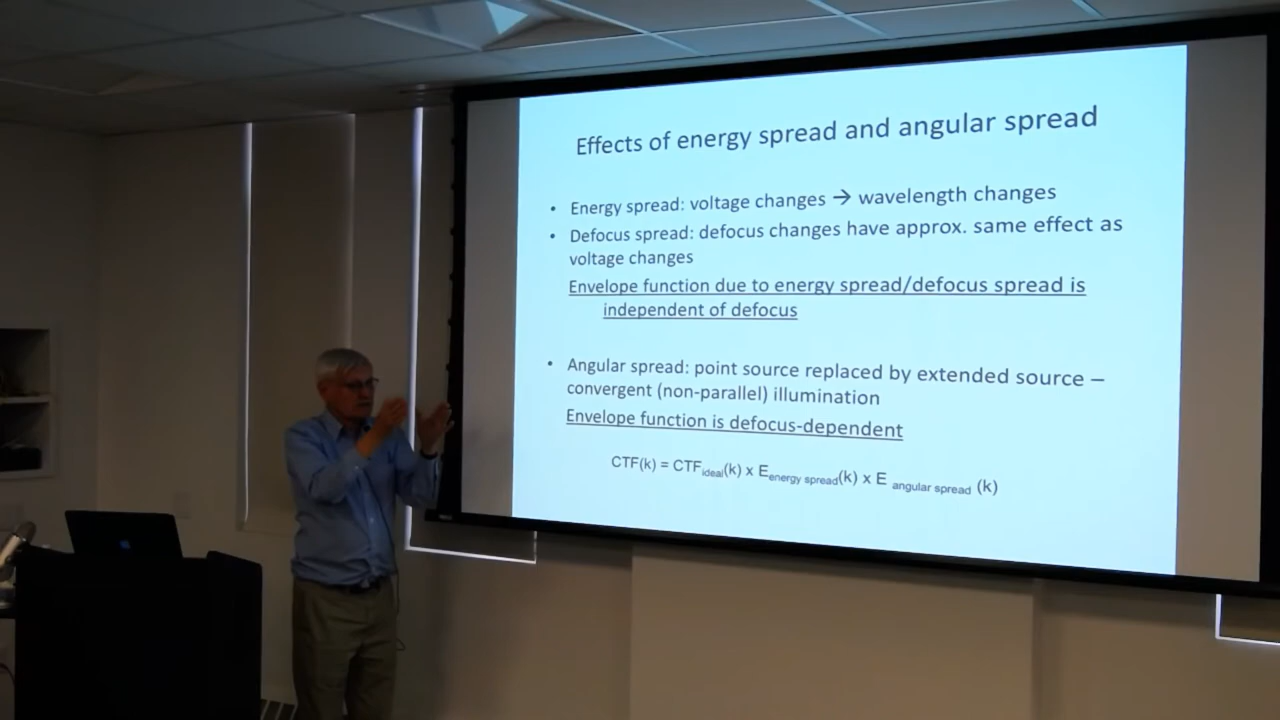 Effects of energy spread and angular spread
• Energy spread: voltage changes → wavelength changes
• Defocus spread: defocus changes have approx. same effect as
voltage changes
Envelope function due to energy spread/defocus spread is
independent of defocus
• Angular spread: point source replaced by extended source –
convergent (non-parallel) illumination
Envelope function is defocus-dependent
CTF(k) = CTFideal(k) x Eenergy spread(k) x E angular spread (k)